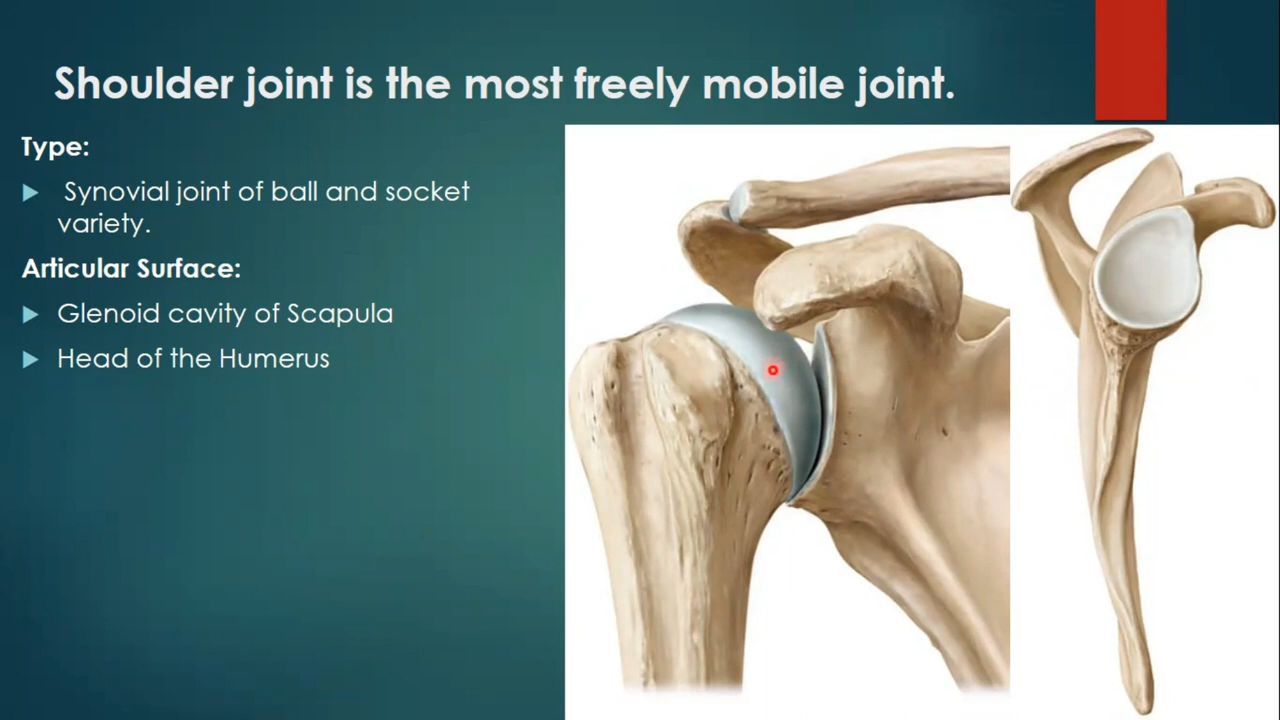 Shoulder joint is the most freely mobile joint.
Type:
Synovial joint of ball and socket
variety.
Articular Surface:
Glenoid cavity of Scapula
Head of the Humerus